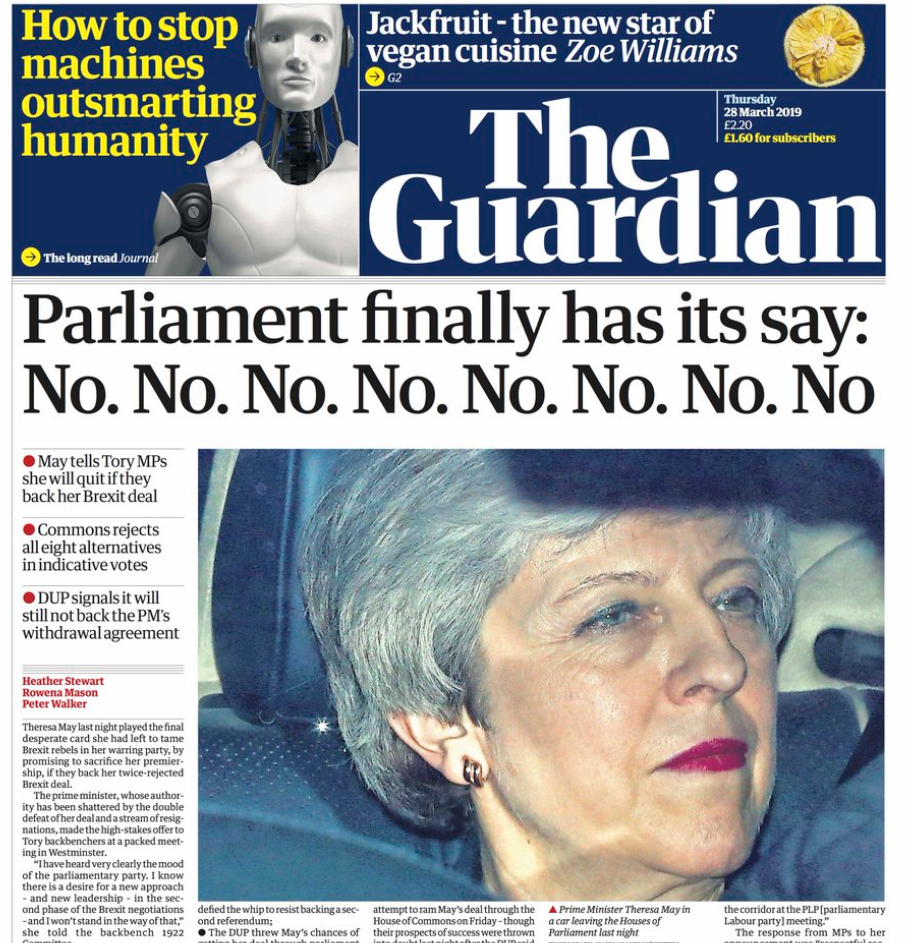 How to stop
machines
outsmarting
humanity
The long read Journal
Jackfruit - the new star of
vegan cuisine Zoe Williams
G2
Thursday
28 March 2019
£2.20
£1.60 for subscribers
The
Guardian
Parliament finally has its say:
No. No. No. No. No. No. No. No
● May tells Tory MPs
she will quit if they
back her Brexit deal
● Commons rejects
all eight alternatives
in indicative votes
● DUP signals it will
still not back the PM's
withdrawal agreement
Heather Stewart
Rowena Mason
Peter Walker
Theresa May last night played the final
desperate card she had left to tame
Brexit rebels in her warring party, by
promising to sacrifice her premier-
ship, if they back her twice-rejected
Brexit deal.
The prime minister, whose author-
ity has been shattered by the double
defeat of her deal and a stream of resig-
nations, made the high-stakes offer to
Tory backbenchers at a packed meet-
ing in Westminster.
"I have heard very clearly the mood
of the parliamentary party. I know
there is a desire for a new approach
- and new leadership - in the sec-
ond phase of the Brexit negotiations
- and I won't stand in the way of that,"
she told the backbench 1922
defied the whip to resist backing a sec-
ond referendum;
● The DUP threw May's chances of
attempt to ram May's deal through the
House of Commons on Friday - though
their prospects of success were thrown
▲ Prime Minister Theresa May in
a car leaving the Houses of
Parliament last night
the corridor at the PLP [parliamentary
Labour party] meeting."
The response from MPs to her